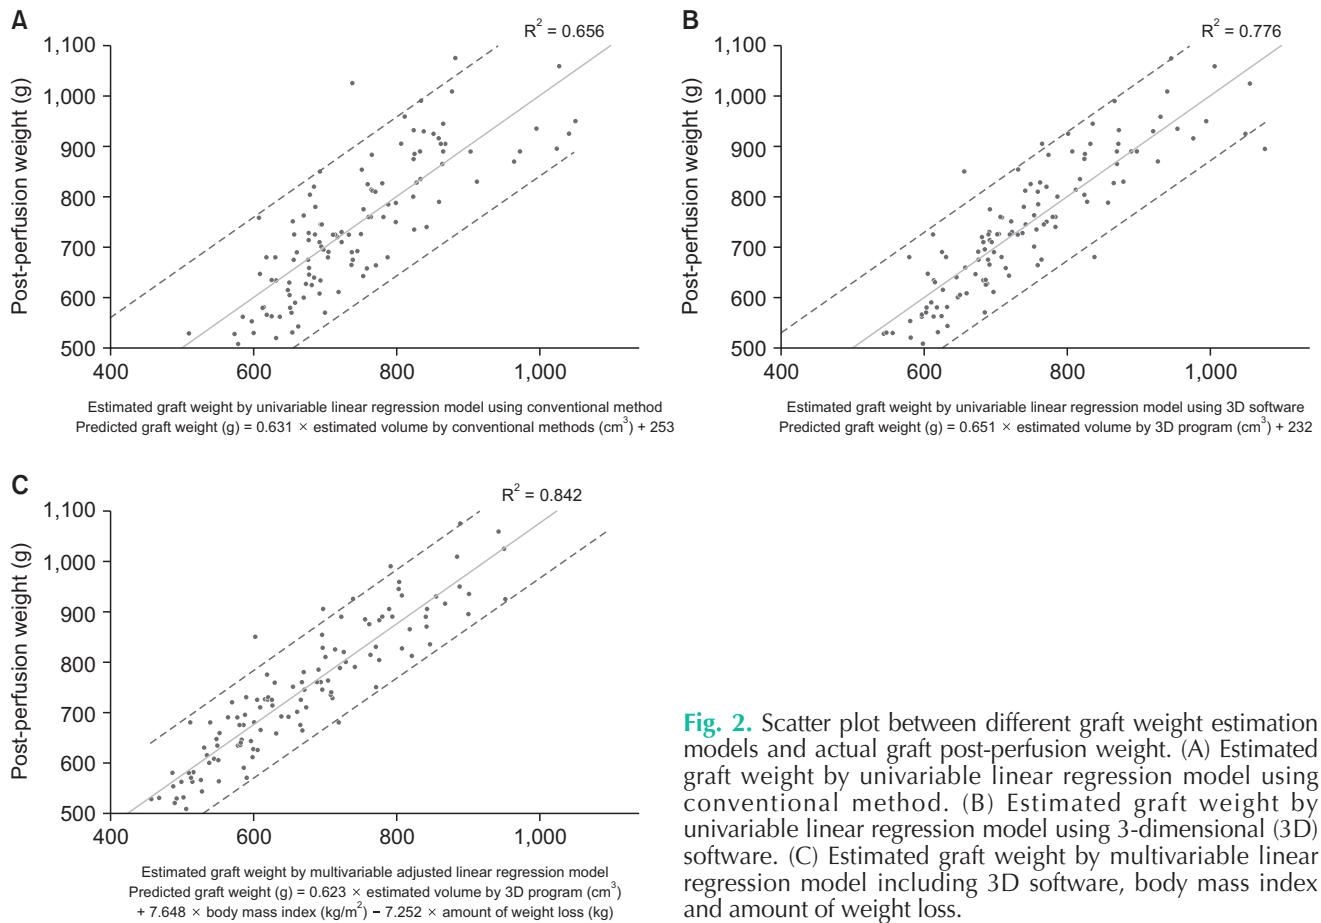 A
R2 = 0.656
Post-perfusion weight (g)
1,100
1,000
900
800
700
600
500
400 600 800 1,000
Estimated graft weight by univariable linear regression model using conventional method
Predicted graft weight (g) = 0.631 × estimated volume by conventional methods (cm3) + 253
B
R2 = 0.776
Post-perfusion weight (g)
1,100
1,000
900
800
700
600
500
400 600 800 1,000
Estimated graft weight by univariable linear regression model using 3D software
Predicted graft weight (g) = 0.651 × estimated volume by 3D program (cm3) + 232
C
R2 = 0.842
Post-perfusion weight (g)
1,100
1,000
900
800
700
600
500
400 600 800 1,000
Estimated graft weight by multivariable adjusted linear regression model
Predicted graft weight (g) = 0.623 × estimated volume by 3D program (cm3)
+ 7.648 × body mass index (kg/m2) − 7.252 × amount of weight loss (kg)
Fig. 2. Scatter plot between different graft weight estimation
models and actual graft post-perfusion weight. (A) Estimated
graft weight by univariable linear regression model using
conventional method. (B) Estimated graft weight by
univariable linear regression model using 3-dimensional (3D)
software. (C) Estimated graft weight by multivariable linear
regression model including 3D software, body mass index
and amount of weight loss.